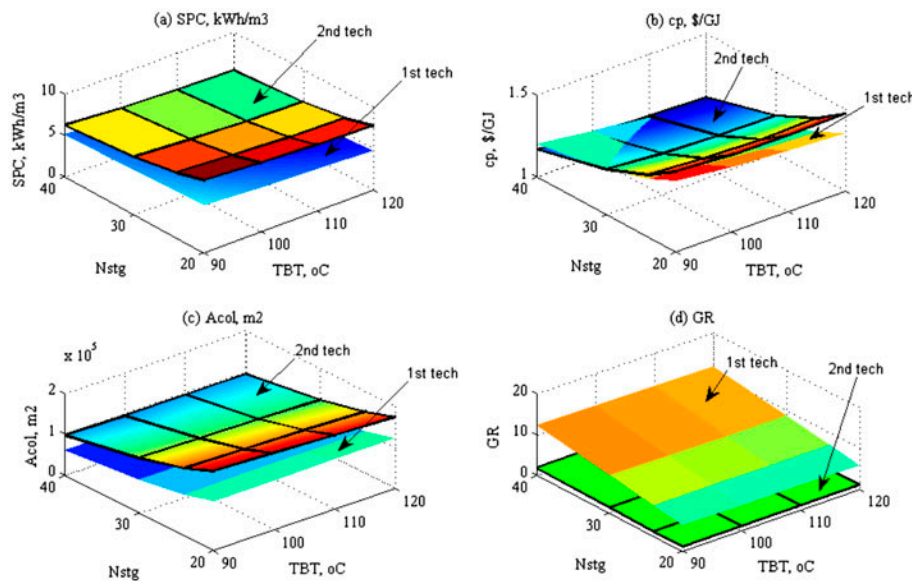 (a) SPC, kWh/m3
2nd tech
1st tech
SPC, kWh/m3
10
5
0
40
30
20
Nstg
90
100
110
120
TBT, oC
(b) cp, $/GJ
2nd tech
1st tech
cp, $/GJ
1.5
1
40
30
20
Nstg
90
100
110
120
TBT, oC
(c) Acol, m2
x 10^5
2nd tech
1st tech
Acol, m2
2
1
0
40
30
20
Nstg
90
100
110
120
TBT, oC
(d) GR
1st tech
2nd tech
GR
20
10
0
40
30
20
Nstg
90
100
110
120
TBT, oC